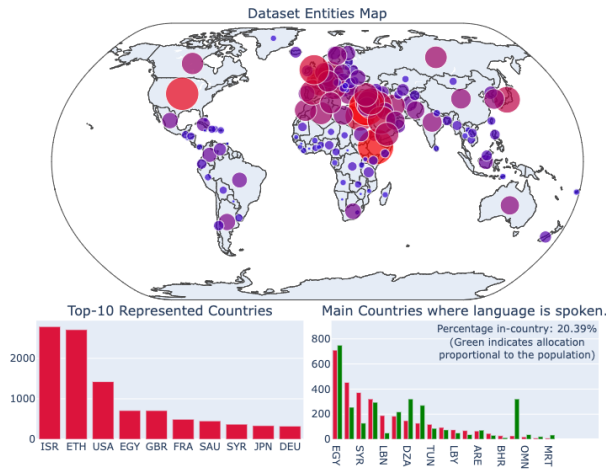 Dataset Entities Map
Top-10 Represented Countries
2000
1000
0
ISR ETH USA EGY GBR FRA SAU SYR JPN DEU
Main Countries where language is spoken.
Percentage in-country: 20.39%
(Green indicates allocation
proportional to the population)
800
600
400
200
0
EGY SYR LBN DZA TUN LBY ARE BHR OMN MRT